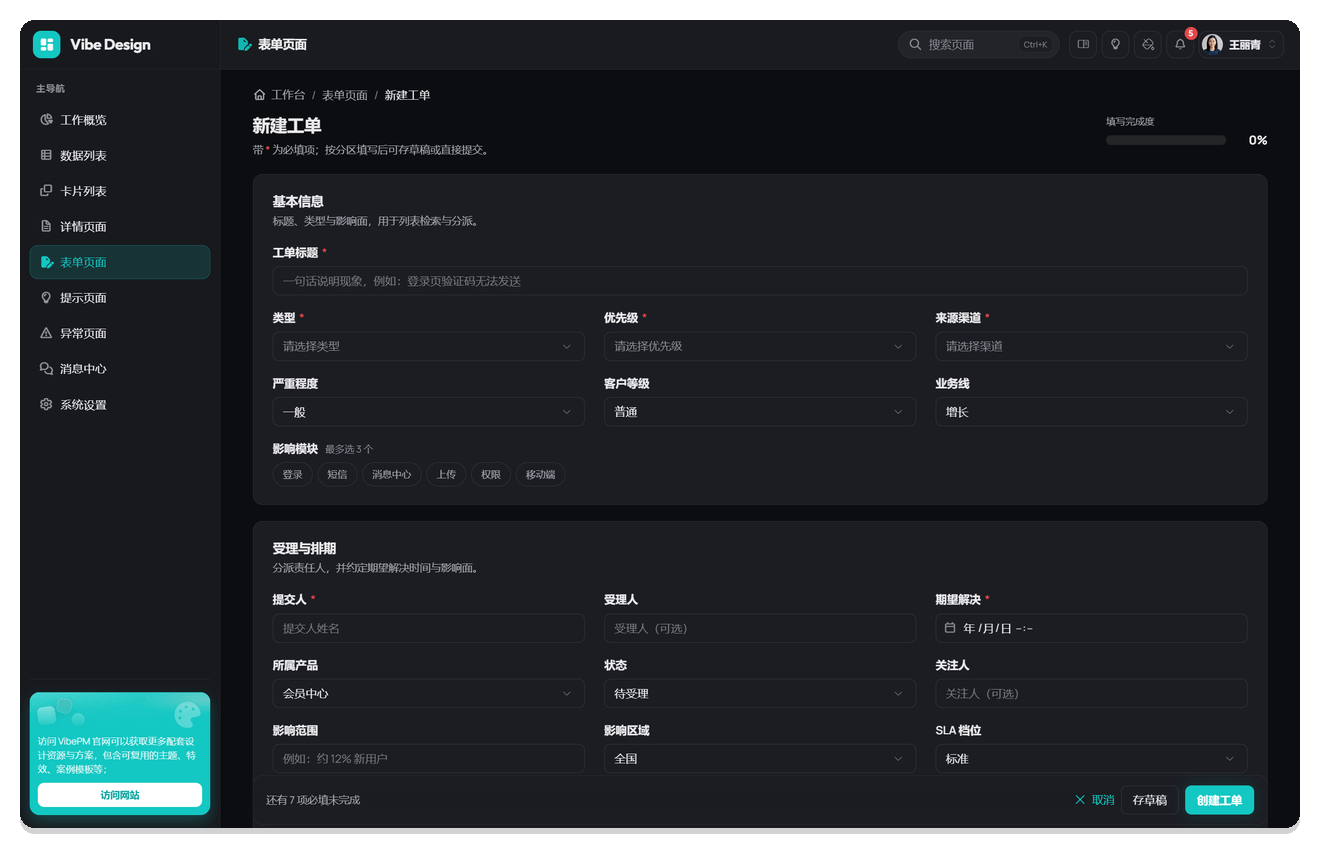 Vibe Design
表单页面
搜索页面
Ctrl+K
5
王丽青
主导航
工作概览
数据列表
卡片列表
详情页面
表单页面
提示页面
异常页面
消息中心
系统设置
访问 VibePM 官网可以获取更多配套设
计资源与方案，包含可复用的主题、特
效、案例模板等；
访问网站
工作台 / 表单页面 / 新建工单
新建工单
带 * 为必填项；按分区填写后可存草稿或直接提交。
填写完成度
0%
基本信息
标题、类型与影响面，用于列表检索与分派。
工单标题 *
一句话说明现象，例如：登录页验证码无法发送
类型 * 优先级 * 来源渠道 *
请选择类型 请选择优先级 请选择渠道
严重程度 客户等级 业务线
一般 普通 增长
影响模块 最多选 3 个
登录 短信 消息中心 上传 权限 移动端
受理与排期
分派责任人，并约定期望解决时间与影响面。
提交人 * 受理人 期望解决 *
提交人姓名 受理人（可选） 年 /月/日 --:--
所属产品 状态 关注人
会员中心 待受理 关注人（可选）
影响范围 影响区域 SLA 档位
例如：约 12% 新用户 全国 标准
还有 7 项必填未完成
取消 存草稿 创建工单